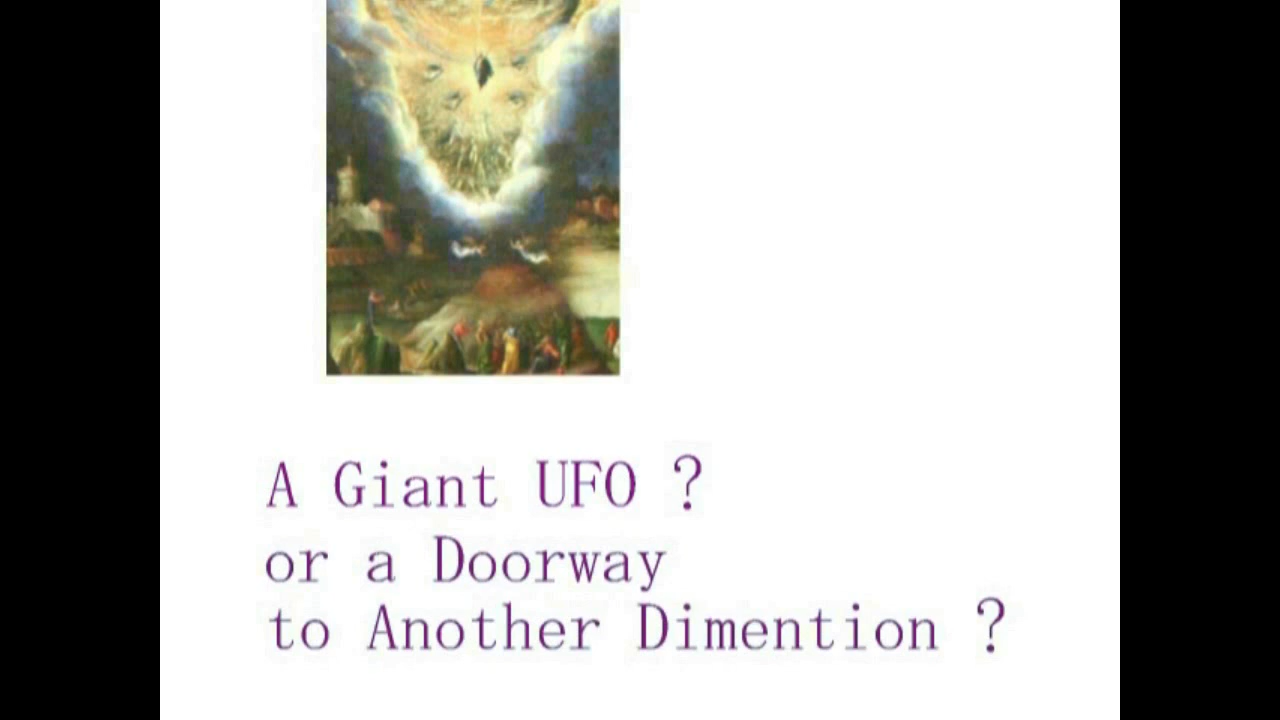 A Giant UFO ?
or a Doorway
to Another Dimention ?